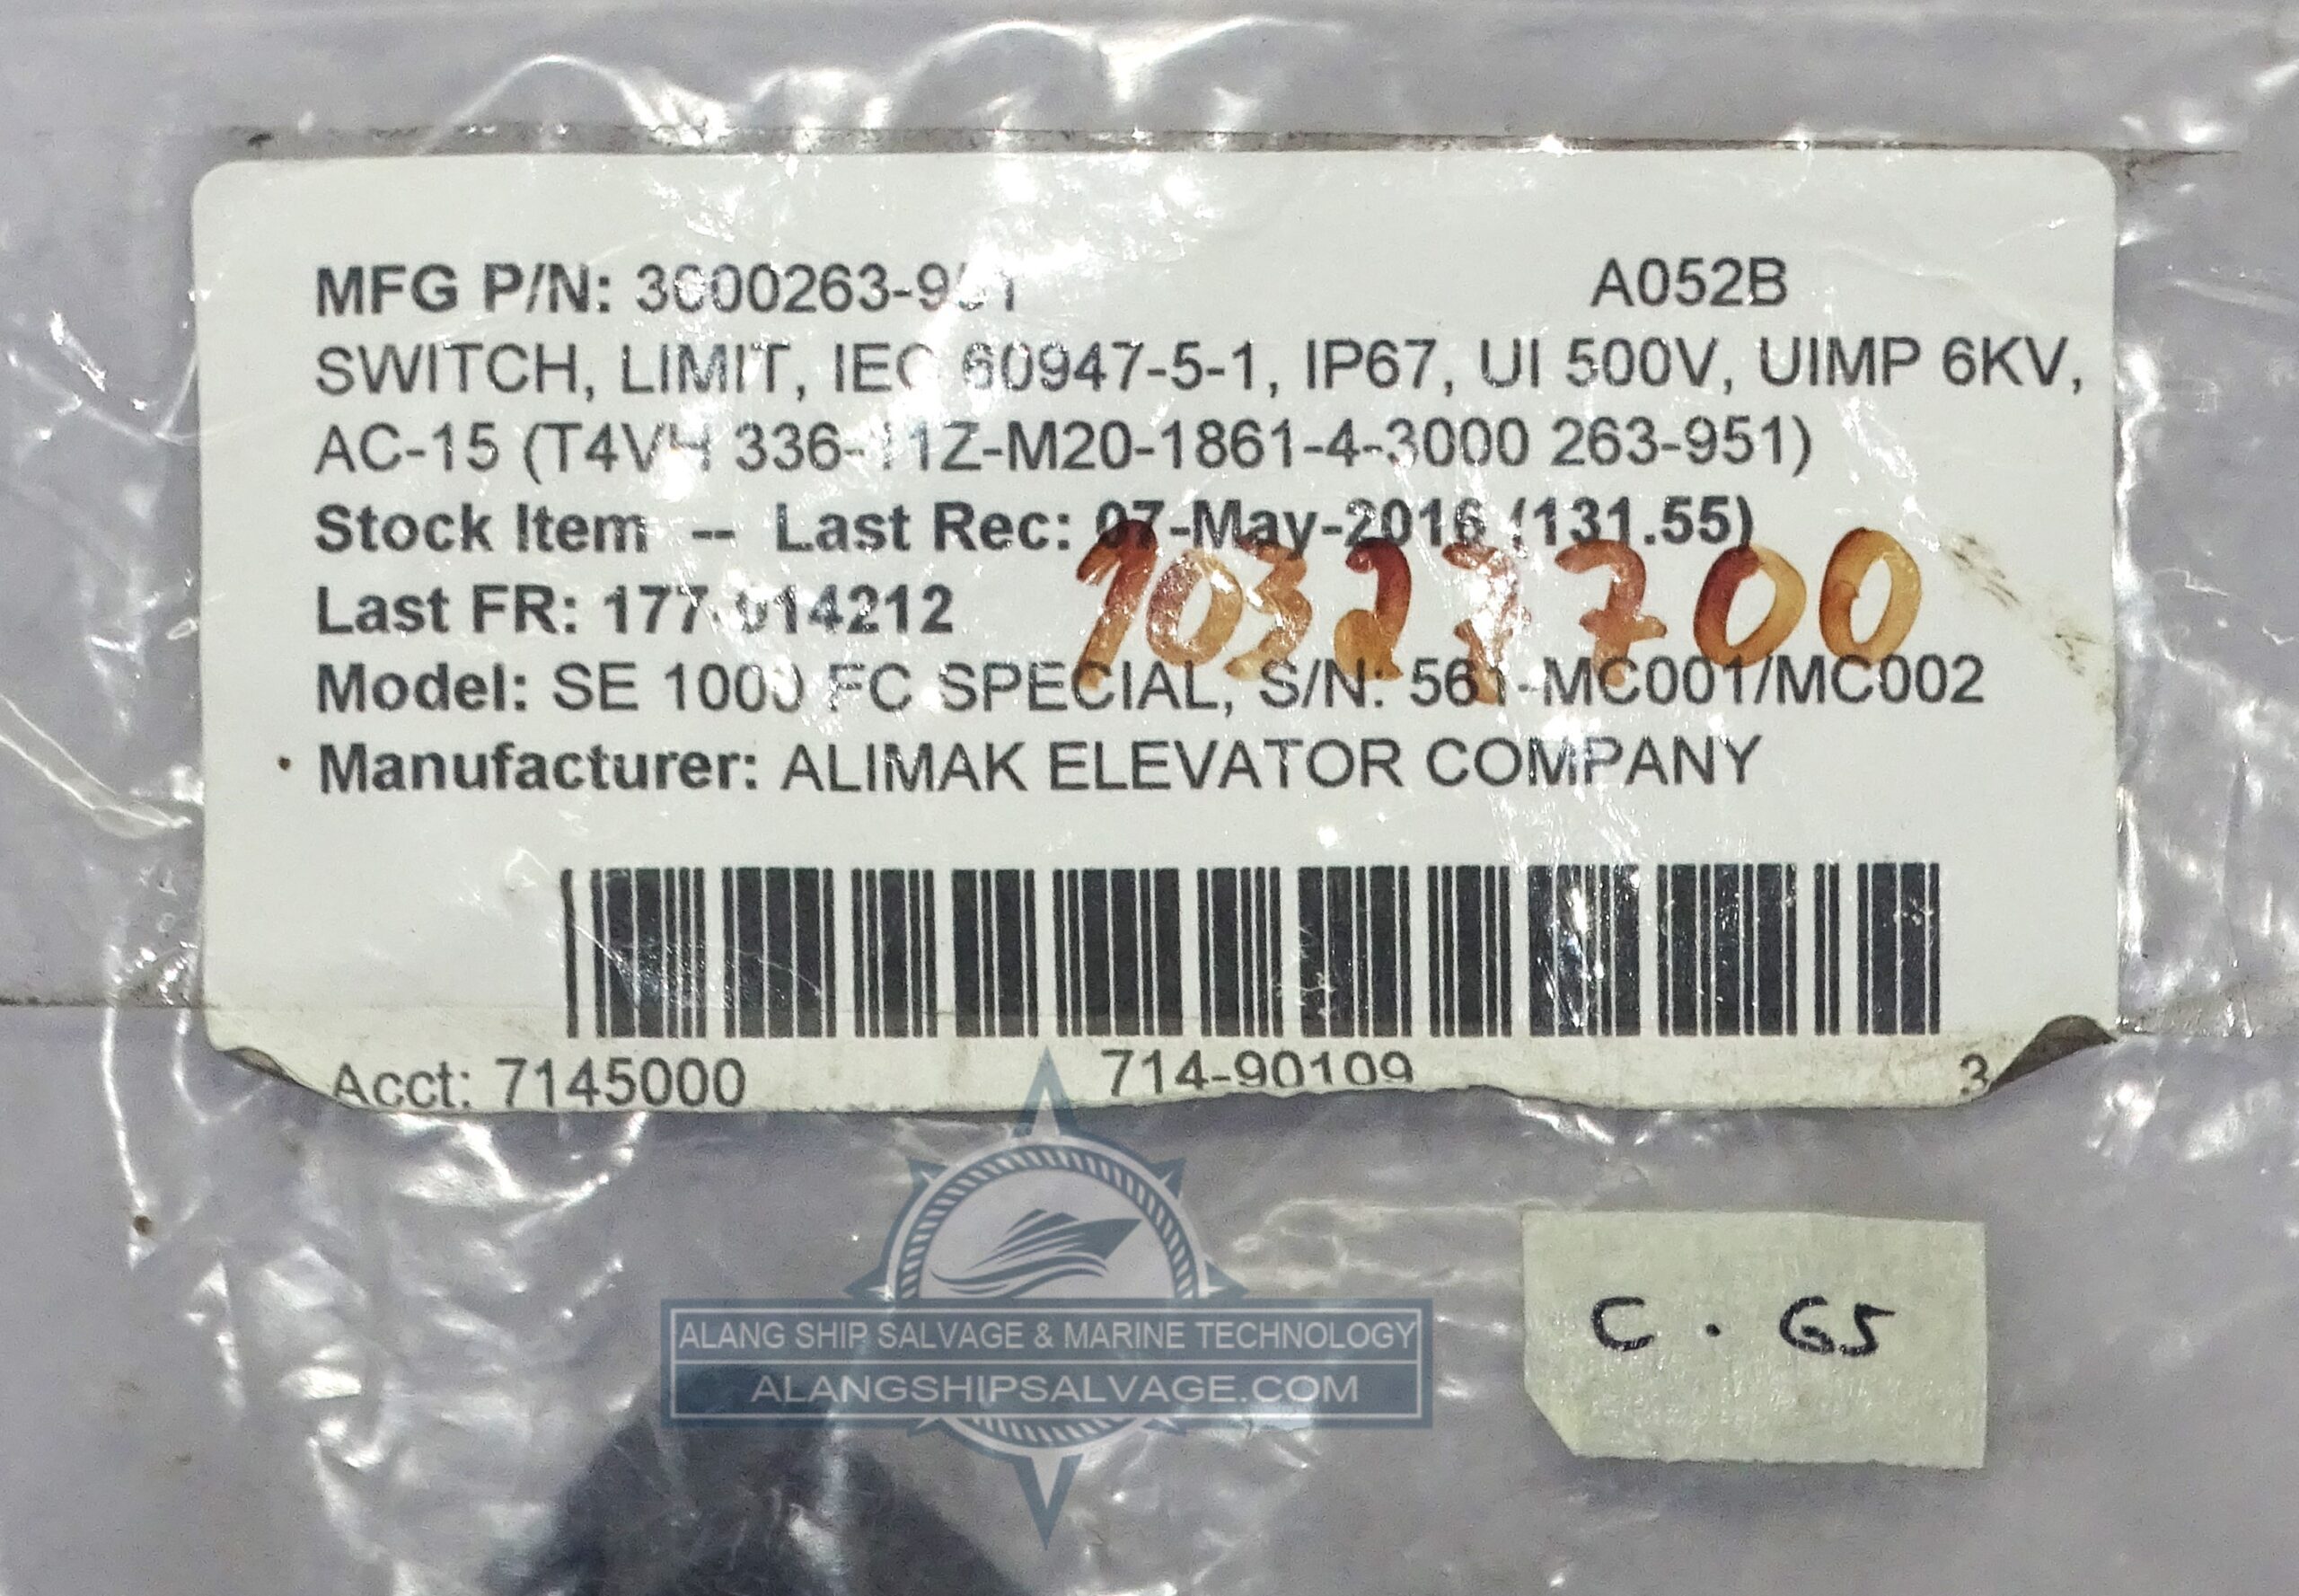 MFG P/N: 3000263-951 A052B
SWITCH, LIMIT, IEC 60947-5-1, IP67, UI 500V, UIMP 6KV,
AC-15 (T4VH 336-11Z-M20-1861-4-3000 263-951)
Stock Item -- Last Rec: 07-May-2016 (131.55)
Last FR: 177-014212
10327700
Model: SE 1000 FC SPECIAL, S/N: 561-MC001/MC002
Manufacturer: ALIMAK ELEVATOR COMPANY
Acct: 7145000 714-90109 3
ALANG SHIP SALVAGE & MARINE TECHNOLOGY
ALANGSHIPSALVAGE.COM
C . G5